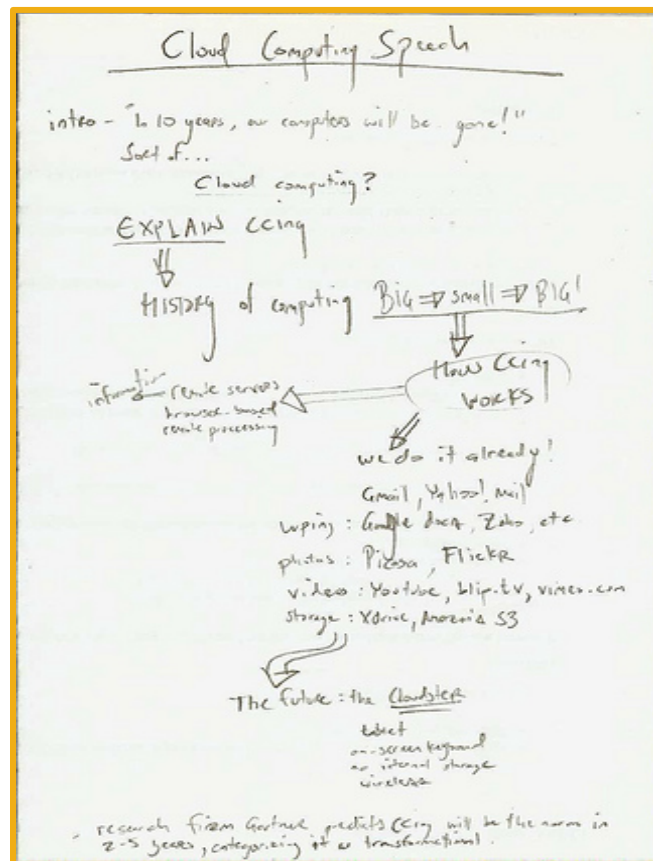 Cloud Computing Speech
intro - "In 10 years, our computers will be gone!"
Sort of...
Cloud computing?
EXPLAIN CCing
HISTORY of computing BIG ⇒ small ⇒ BIG!
How CCing
WORKS
information remote servers
browser-based
remote processing
we do it already!
Gmail, Yahoo! Mail
wping: Google docs, Zoho, etc
photos: Picasa, FlickR
videos: Youtube, blip.tv, vimeo.com
storage: Xdrive, Amazon S3
The future: the Cloudster
tablet
on-screen keyboard
no internal storage
wireless
- research firm Gartner predicts CCing will be the norm in
2-5 years, categorizing it as transformational.